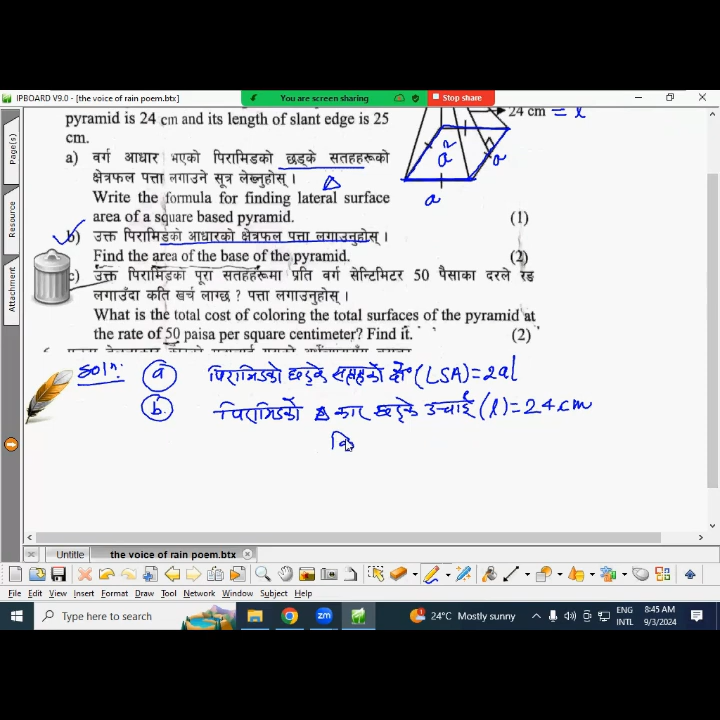 IPBOARD V9.0 - [the voice of rain poem.btx]
You are screen sharing
Stop share
pyramid is 24 cm and its length of slant edge is 25
cm.
24 cm = l
a²
a
a
a) वर्ग आधार भएको पिरामिडको छड्के सतहहरूको
क्षेत्रफल पत्ता लगाउने सूत्र लेख्नुहोस् ।
Write the formula for finding lateral surface
area of a square based pyramid.
(1)
b) उक्त पिरामिडको आधारको क्षेत्रफल पत्ता लगाउनुहोस् ।
Find the area of the base of the pyramid.
(2)
c) उक्त पिरामिडको पूरा सतहहरूमा प्रति वर्ग सेन्टिमिटर 50 पैसाका दरले रङ
लगाउँदा कति खर्च लाग्छ ? पत्ता लगाउनुहोस् ।
What is the total cost of coloring the total surfaces of the pyramid at
the rate of 50 paisa per square centimeter? Find it.
(2)
Solⁿ: (a) पिरामिडको छड्के सतहको क्षे० (LSA) = 2al
(b. पिरामिडको Δ कार छड्के उचाई (l) = 24 cm
Page(s)
Resource
Attachment
Untitle
the voice of rain poem.btx
File Home Insert Format Draw Tool Network Window Subject Help
Type here to search
zm
24°C Mostly sunny
ENG
INTL
8:45 AM
9/3/2024